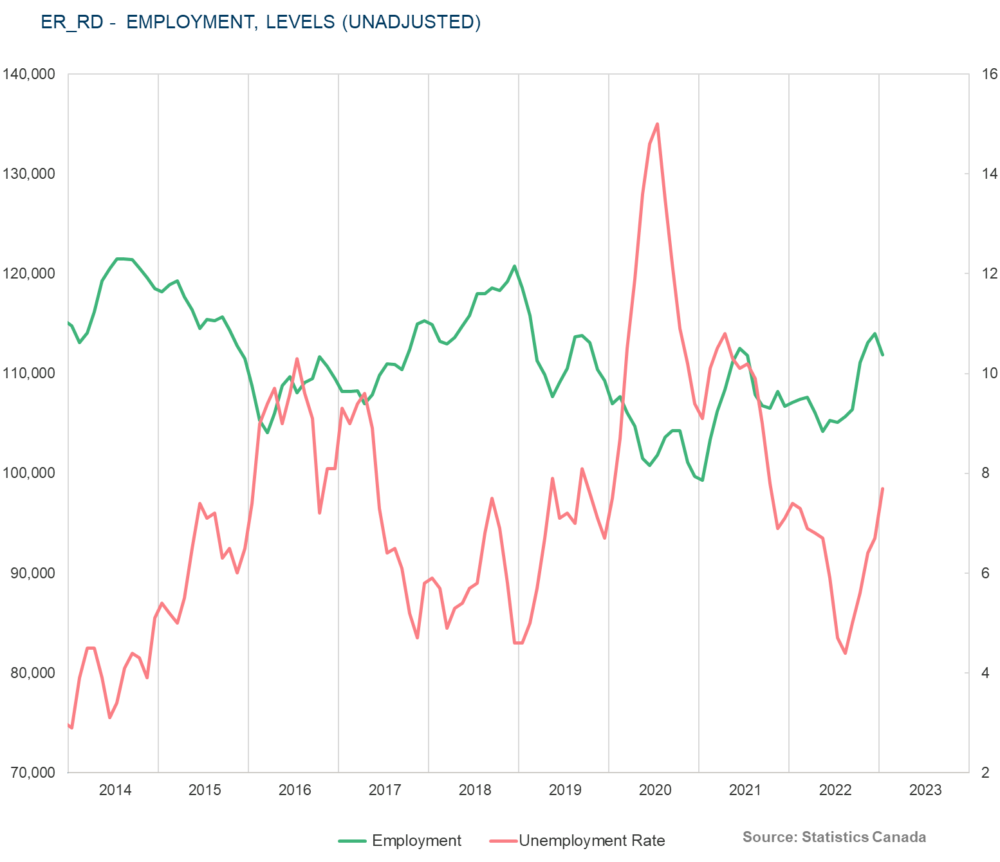 ER_RD - EMPLOYMENT, LEVELS (UNADJUSTED)
140,000 16
130,000 14
120,000 12
110,000 10
100,000 8
90,000 6
80,000 4
70,000 2
2014 2015 2016 2017 2018 2019 2020 2021 2022 2023
Employment Unemployment Rate Source: Statistics Canada